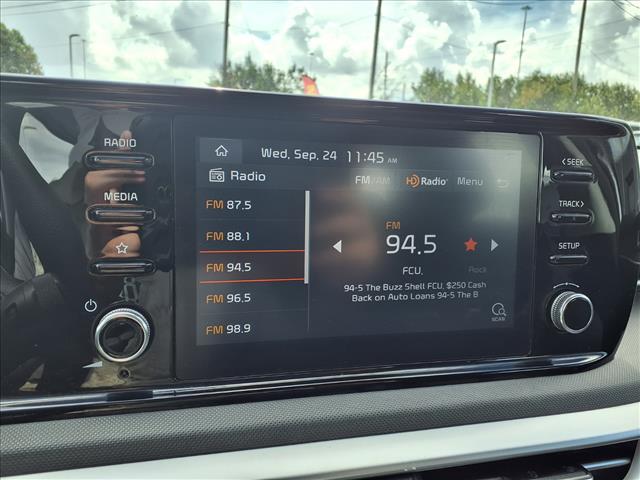 RADIO
MEDIA
Wed, Sep. 24 11:45 AM
Radio FM/AM HD Radio Menu
FM 87.5
FM 88.1
FM 94.5
FM 96.5
FM 98.9
FM
94.5
FCU.
Rock
94-5 The Buzz Shell FCU, $250 Cash
Back on Auto Loans 94-5 The B
SCAN
<SEEK
TRACK>
SETUP